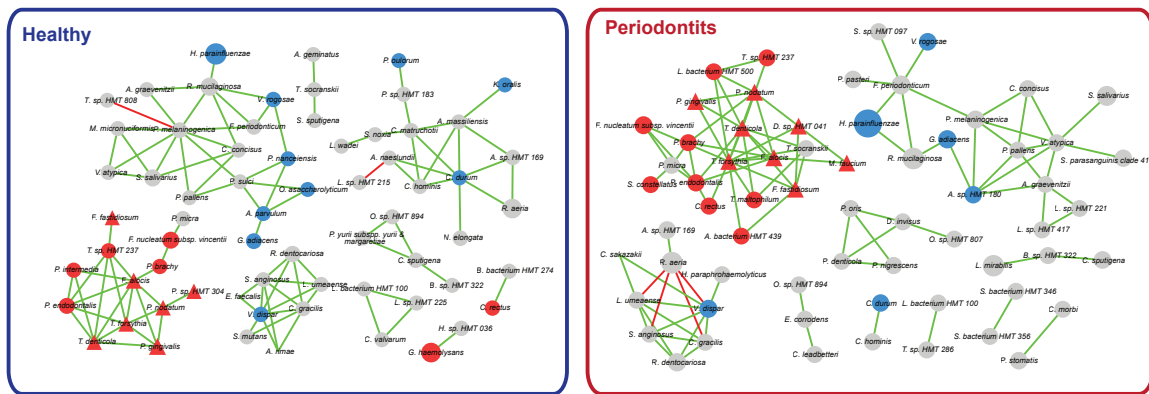 Healthy
H. parainfluenzae
A. geminatus
P. oulorum
K. oralis
A. graevenitzii
R. mucilaginosa
T. socranskii
T. sp. HMT 808
V. rogosae
P. sp. HMT 183
S. sputigena
M. micronuciformis
P. melaninogenica
F. periodonticum
S. noxia
C. matruchotii
A. massiliensis
L. wadei
C. concisus
P. nanceiensis
A. naeslundii
A. sp. HMT 169
V. atypica
S. salivarius
P. sulci
L. sp. HMT 215
C. hominis
C. durum
P. pallens
O. asaccharolyticum
R. aeria
F. fastidiosum
P. micra
A. parvulum
O. sp. HMT 894
F. nucleatum subsp. vincentii
G. adiacens
P. yurii subspp. yurii &
margaretiae
N. elongata
T. sp. HMT 237
R. dentocariosa
C. sputigena
P. intermedia
P. brachy
F. alocis
S. anginosus
L. umeaense
B. bacterium HMT 274
P. sp. HMT 304
E. faecalis
L. bacterium HMT 100
B. sp. HMT 322
P. endodontalis
P. nodatum
V. dispar
C. gracilis
L. sp. HMT 225
C. rectus
T. forsythia
S. mutans
H. sp. HMT 036
T. denticola
P. gingivalis
A. rimae
C. valvarum
G. haemolysans
Periodontits
S. sp. HMT 097
V. rogosae
T. sp. HMT 237
L. bacterium HMT 500
P. pasteri
F. periodonticum
C. concisus
S. salivarius
P. nodatum
P. gingivalis
H. parainfluenzae
P. melaninogenica
F. nucleatum subsp. vincentii
T. denticola
D. sp. HMT 041
G. adiacens
V. atypica
P. brachy
T. socranskii
P. pallens
P. micra
T. forsythia
F. alocis
M. faucium
R. mucilaginosa
S. parasanguinis clade 411
S. constellatus
P. endodontalis
F. fastidiosum
A. sp. HMT 180
A. graevenitzii
C. rectus
T. maltophilum
P. oris
D. invisus
L. sp. HMT 221
A. sp. HMT 169
A. bacterium HMT 439
O. sp. HMT 807
L. sp. HMT 417
C. sakazakii
R. aeria
H. paraphrohaemolyticus
P. denticola
P. nigrescens
L. mirabilis
B. sp. HMT 322
C. sputigena
O. sp. HMT 894
L. umeaense
V. dispar
C. durum
L. bacterium HMT 100
S. bacterium HMT 346
C. morbi
E. corrodens
S. anginosus
C. gracilis
C. hominis
S. bacterium HMT 356
R. dentocariosa
C. leadbetteri
T. sp. HMT 286
P. stomatis